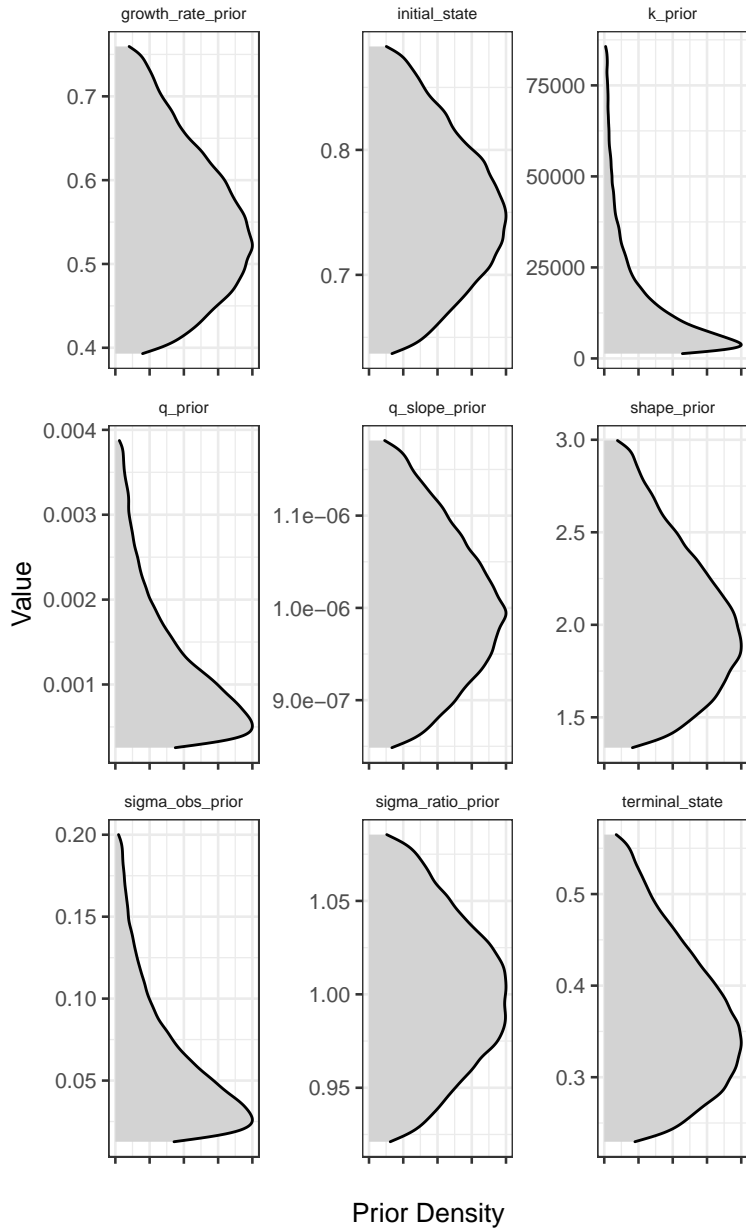 growth_rate_prior
initial_state
k_prior
0.7
0.6
0.5
0.4
0.8
0.7
75000
50000
25000
0
q_prior
q_slope_prior
shape_prior
0.004
0.003
0.002
0.001
1.1e−06
1.0e−06
9.0e−07
3.0
2.5
2.0
1.5
Value
sigma_obs_prior
sigma_ratio_prior
terminal_state
0.20
0.15
0.10
0.05
1.05
1.00
0.95
0.5
0.4
0.3
Prior Density